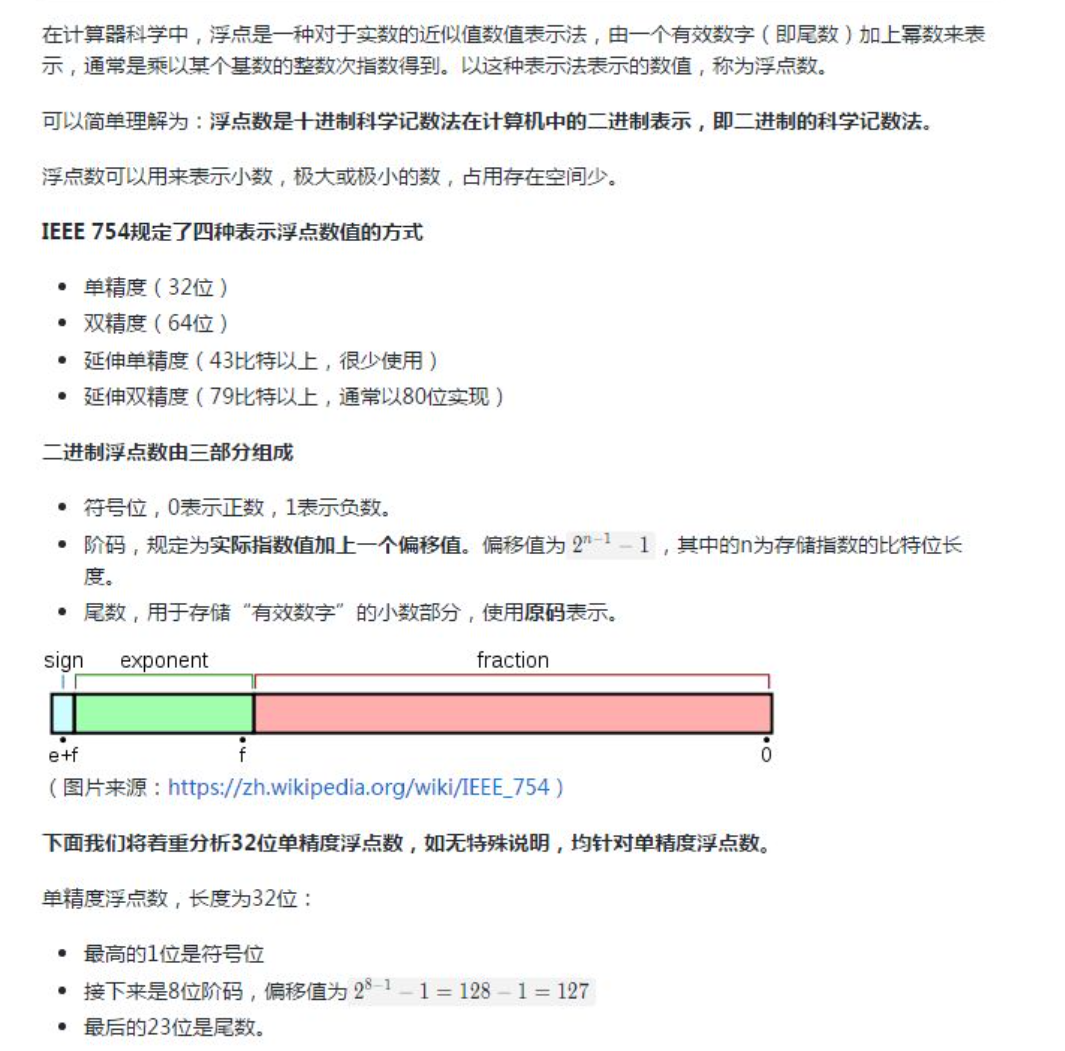 在计算器科学中，浮点是一种对于实数的近似值数值表示法，由一个有效数字（即尾数）加上幂数来表
示，通常是乘以某个基数的整数次指数得到。以这种表示法表示的数值，称为浮点数。
可以简单理解为：浮点数是十进制科学记数法在计算机中的二进制表示，即二进制的科学记数法。
浮点数可以用来表示小数，极大或极小的数，占用存在空间少。
IEEE 754规定了四种表示浮点数值的方式
• 单精度（32位）
• 双精度（64位）
• 延伸单精度（43比特以上，很少使用）
• 延伸双精度（79比特以上，通常以80位实现）
二进制浮点数由三部分组成
• 符号位，0表示正数，1表示负数。
• 阶码，规定为实际指数值加上一个偏移值。偏移值为 2^{n-1} - 1 ，其中的n为存储指数的比特位长
度。
• 尾数，用于存储“有效数字”的小数部分，使用原码表示。
sign exponent fraction
e+f f 0
（图片来源：https://zh.wikipedia.org/wiki/IEEE_754）
下面我们将着重分析32位单精度浮点数，如无特殊说明，均针对单精度浮点数。
单精度浮点数，长度为32位：
• 最高的1位是符号位
• 接下来是8位阶码，偏移值为 2^{8-1} - 1 = 128 - 1 = 127
• 最后的23位是尾数。